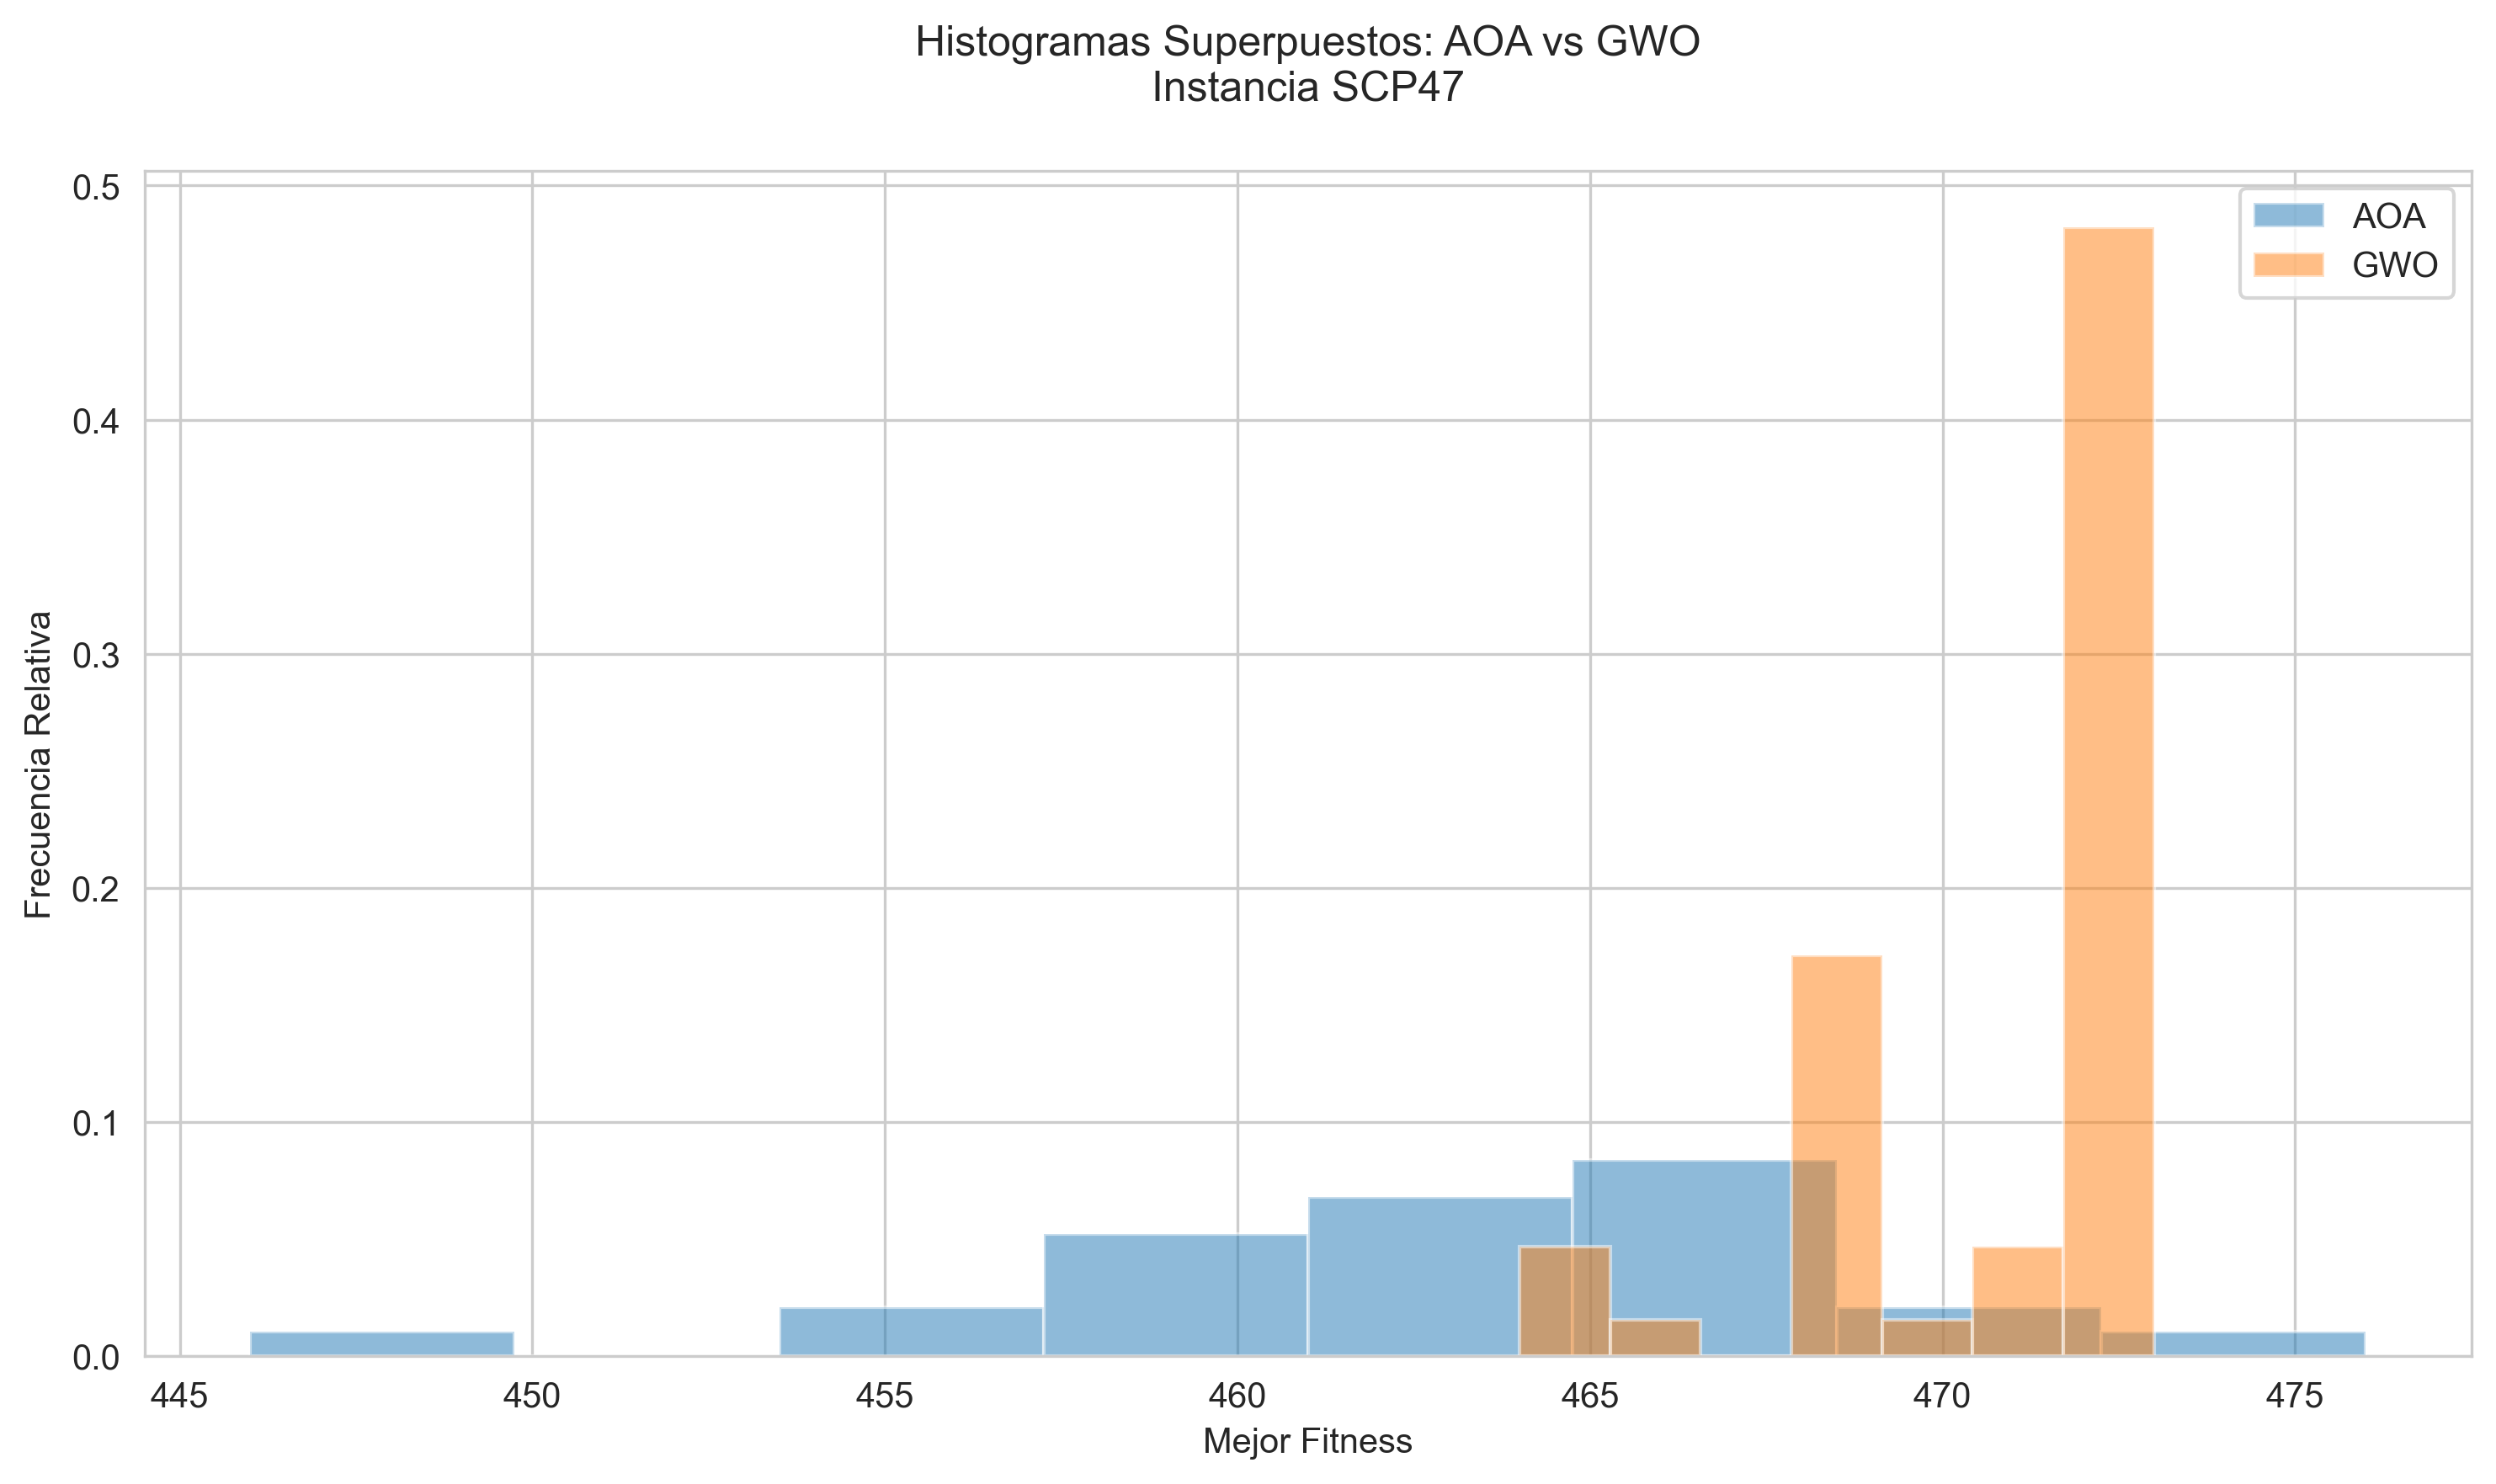 Histogramas Superpuestos: AOA vs GWO
Instancia SCP47
AOA
GWO
Frecuencia Relativa
0.5
0.4
0.3
0.2
0.1
0.0
445 450 455 460 465 470 475
Mejor Fitness